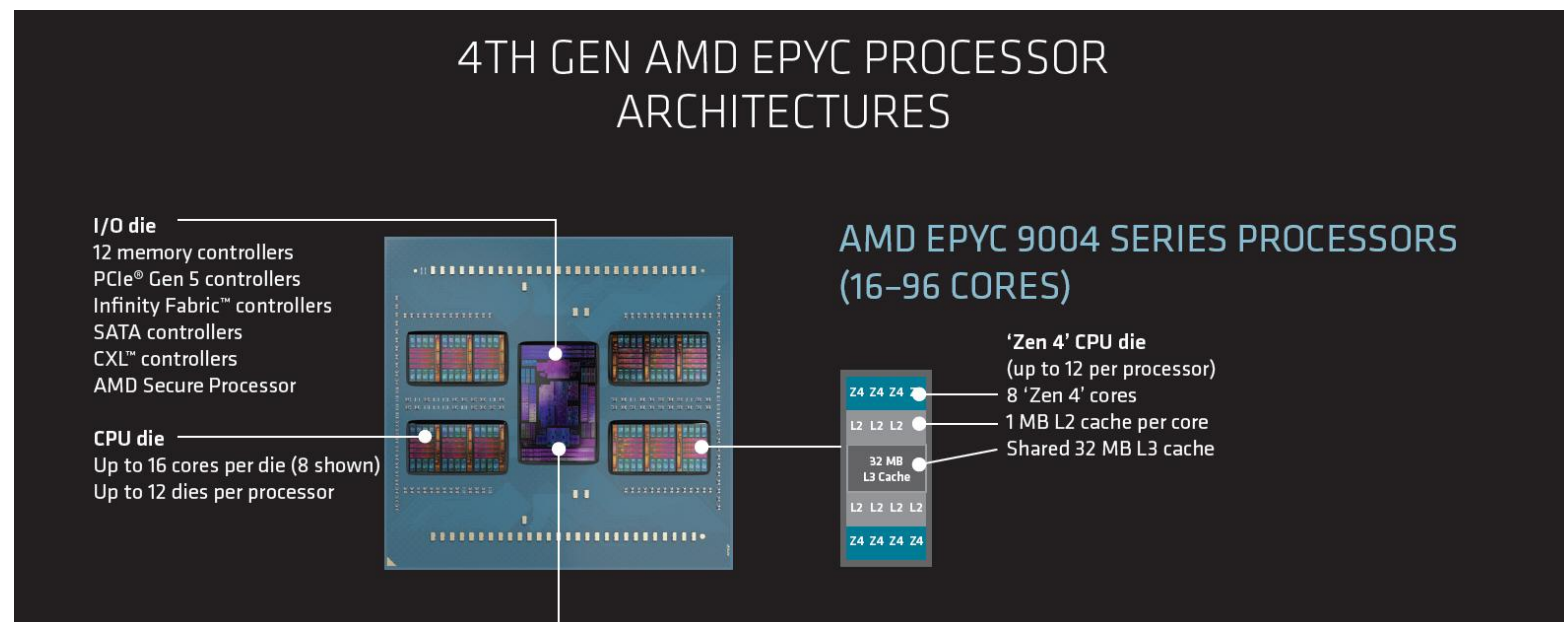 4TH GEN AMD EPYC PROCESSOR
ARCHITECTURES
I/O die
12 memory controllers
PCIe® Gen 5 controllers
Infinity Fabric™ controllers
SATA controllers
CXL™ controllers
AMD Secure Processor
CPU die
Up to 16 cores per die (8 shown)
Up to 12 dies per processor
AMD EPYC 9004 SERIES PROCESSORS
(16–96 CORES)
'Zen 4' CPU die
(up to 12 per processor)
8 'Zen 4' cores
1 MB L2 cache per core
Shared 32 MB L3 cache
Z4 Z4 Z4
L2 L2 L2
32 MB
L3 Cache
L2 L2 L2 L2
Z4 Z4 Z4 Z4